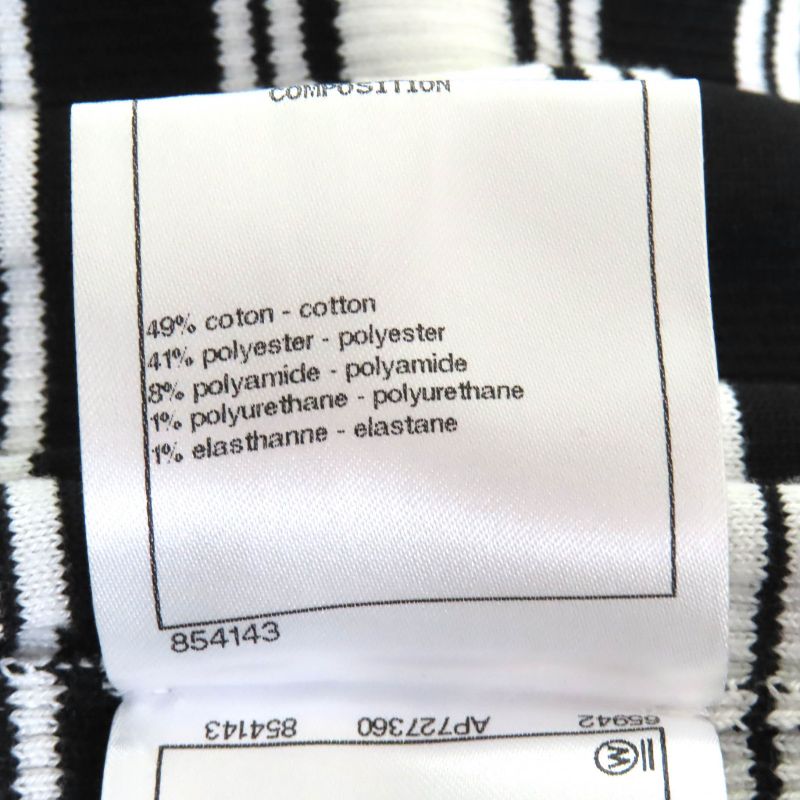 COMPOSITION
49% coton - cotton
41% polyester - polyester
8% polyamide - polyamide
1% polyurethane - polyurethane
1% elasthanne - elastane
854143
65942 AP727360 854143
W